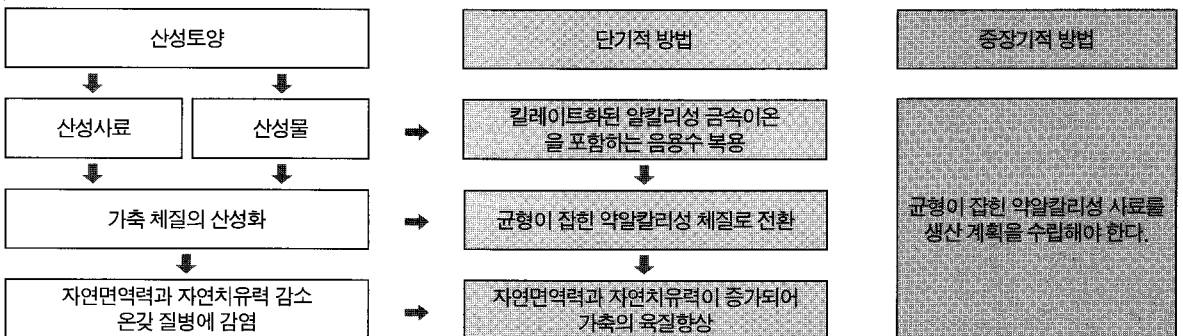 산성토양
단기적 방법
중장기적 방법
산성사료
산성물
킬레이트화된 알칼리성 금속이온
을 포함하는 음용수 복용
가축 체질의 산성화
균형이 잡힌 약알칼리성 체질로 전환
균형이 잡힌 약알칼리성 사료를
생산 계획을 수립해야 한다.
자연면역력과 자연치유력 감소
온갖 질병에 감염
자연면역력과 자연치유력이 증가되어
가축의 육질향상